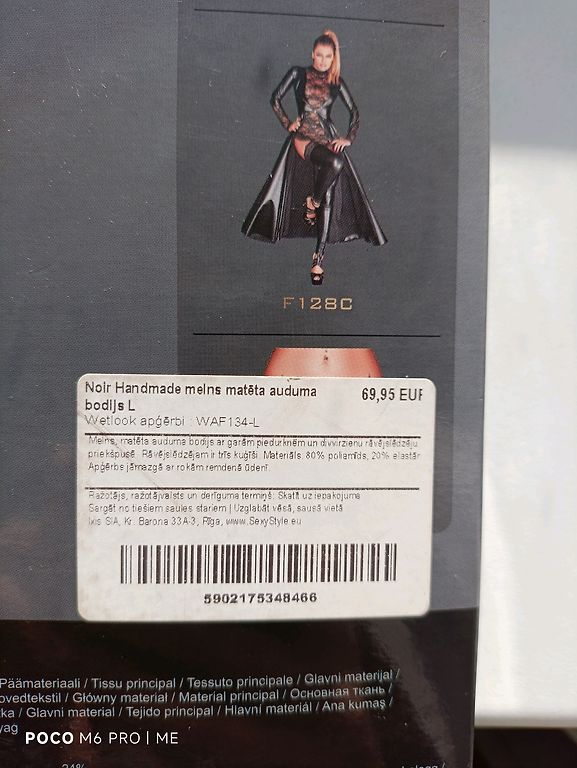 F128C
Noir Handmade melns matēta auduma 69,95 EUR
bodijs L
Wetlook apģērbi : WAF134-L
Melns, matēta auduma bodijs ar garām piedurknēm un divvirzienu rāvējslēdzēju
priekšpusē. Rāvējslēdzējam ir trīs kuģīši. Materiāls: 80% poliamīds, 20% elastān
Apģērbs jāmazgā ar rokām remdenā ūdenī.
Ražotājs, ražotājvalsts un derīguma termiņš: Skatīt uz iepakojuma
Sargāt no tiešiem saules stariem | Uzglabāt vēsā, sausā vietā
Ixis SIA, Kr. Barona 33A-3, Rīga, www.SexyStyle.eu
5902175348466
Päämateriaali / Tissu principal / Tessuto principale / Glavni materijal /
ovedtekstil / Główny material / Material principal / Основная ткань /
ka / Glavni material / Tejido principal / Hlavní materiál / Ana kumaş /
yag
POCO M6 PRO | ME
24%